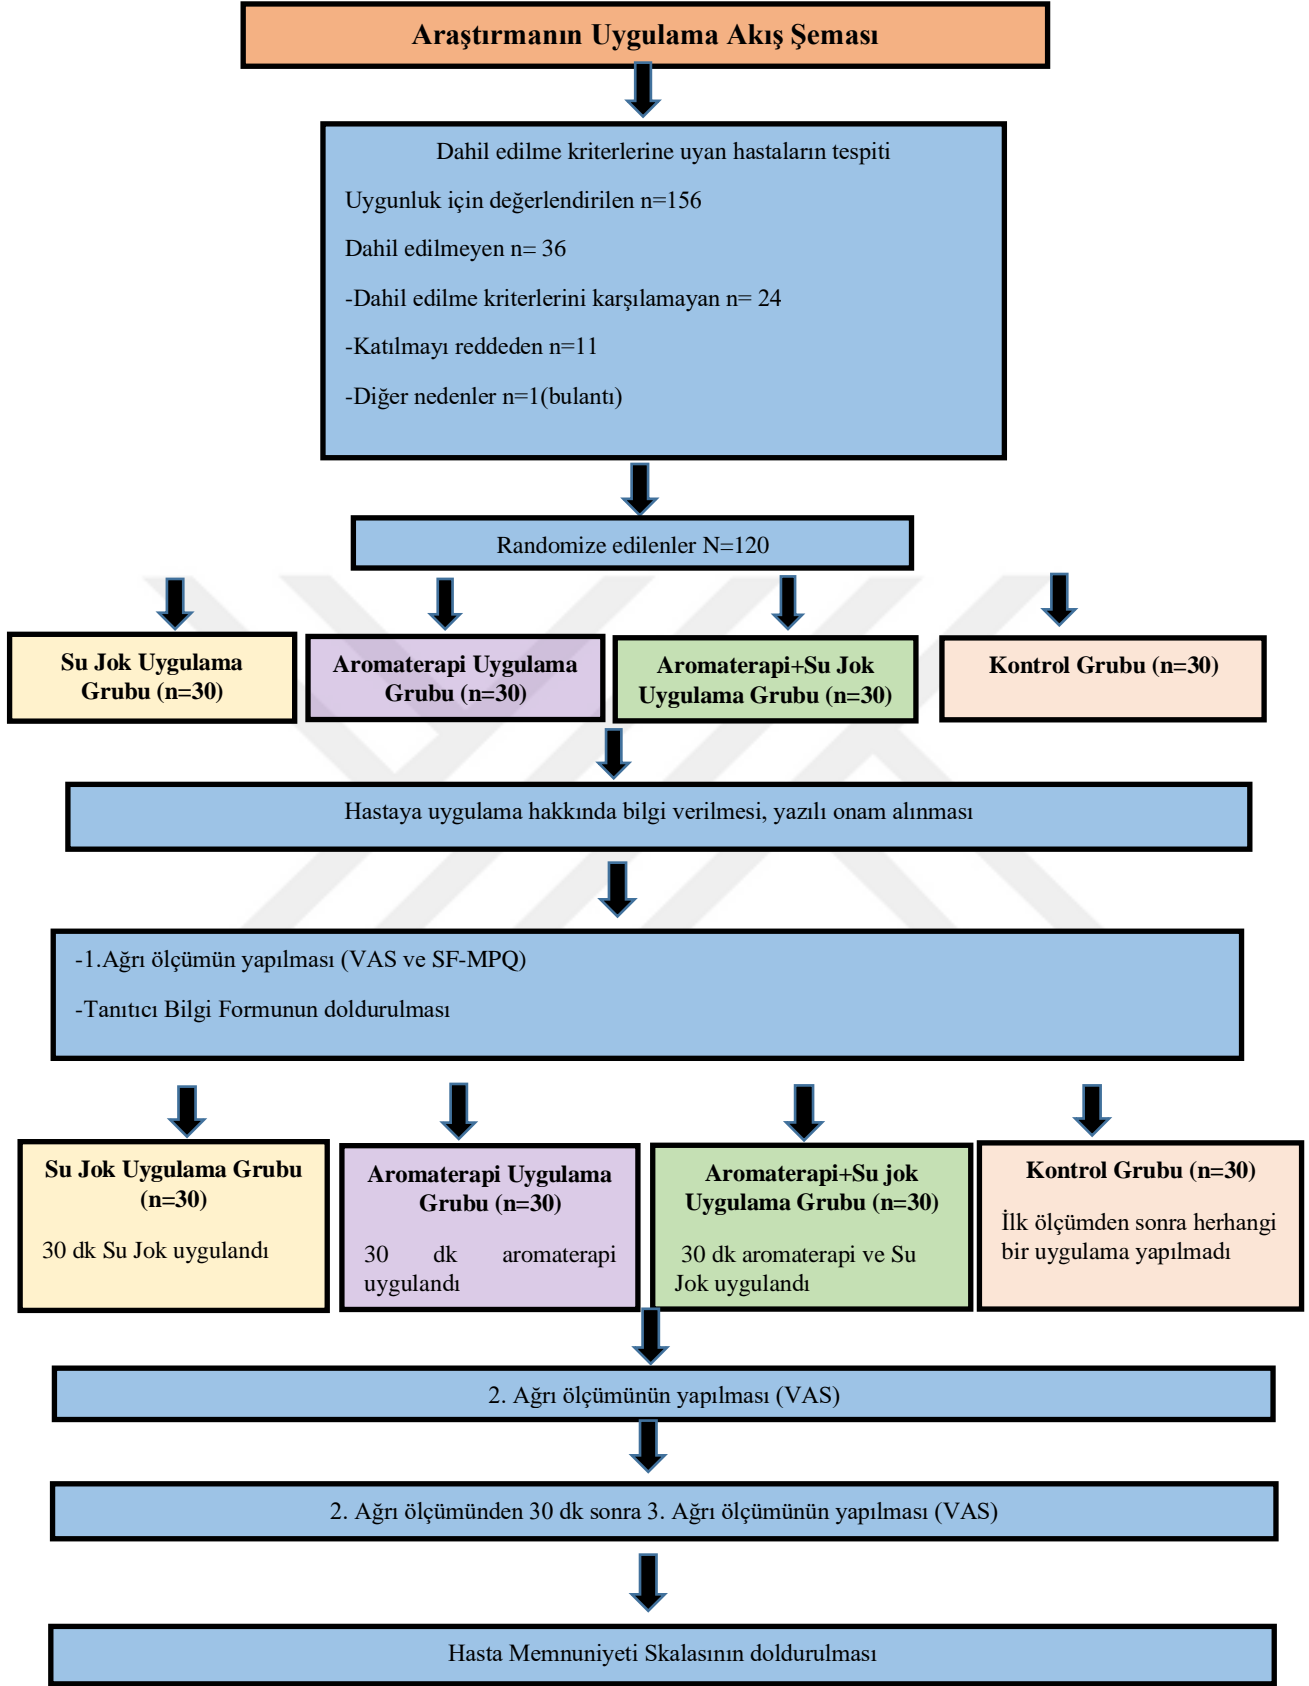 Araştırmanın Uygulama Akış Şeması
Dahil edilme kriterlerine uyan hastaların tespiti
Uygunluk için değerlendirilen n=156
Dahil edilmeyen n= 36
-Dahil edilme kriterlerini karşılamayan n= 24
-Katılmayı reddeden n=11
-Diğer nedenler n=1(bulantı)
Randomize edilenler N=120
Su Jok Uygulama
Grubu (n=30)
Aromaterapi Uygulama
Grubu (n=30)
Aromaterapi+Su Jok
Uygulama Grubu (n=30)
Kontrol Grubu (n=30)
Hastaya uygulama hakkında bilgi verilmesi, yazılı onam alınması
-1.Ağrı ölçümün yapılması (VAS ve SF-MPQ)
-Tanıtıcı Bilgi Formunun doldurulması
Su Jok Uygulama Grubu
(n=30)
30 dk Su Jok uygulandı
Aromaterapi Uygulama
Grubu (n=30)
30 dk aromaterapi
uygulandı
Aromaterapi+Su jok
Uygulama Grubu (n=30)
30 dk aromaterapi ve Su
Jok uygulandı
Kontrol Grubu (n=30)
İlk ölçümden sonra herhangi
bir uygulama yapılmadı
2. Ağrı ölçümünün yapılması (VAS)
2. Ağrı ölçümünden 30 dk sonra 3. Ağrı ölçümünün yapılması (VAS)
Hasta Memnuniyeti Skalasının doldurulması